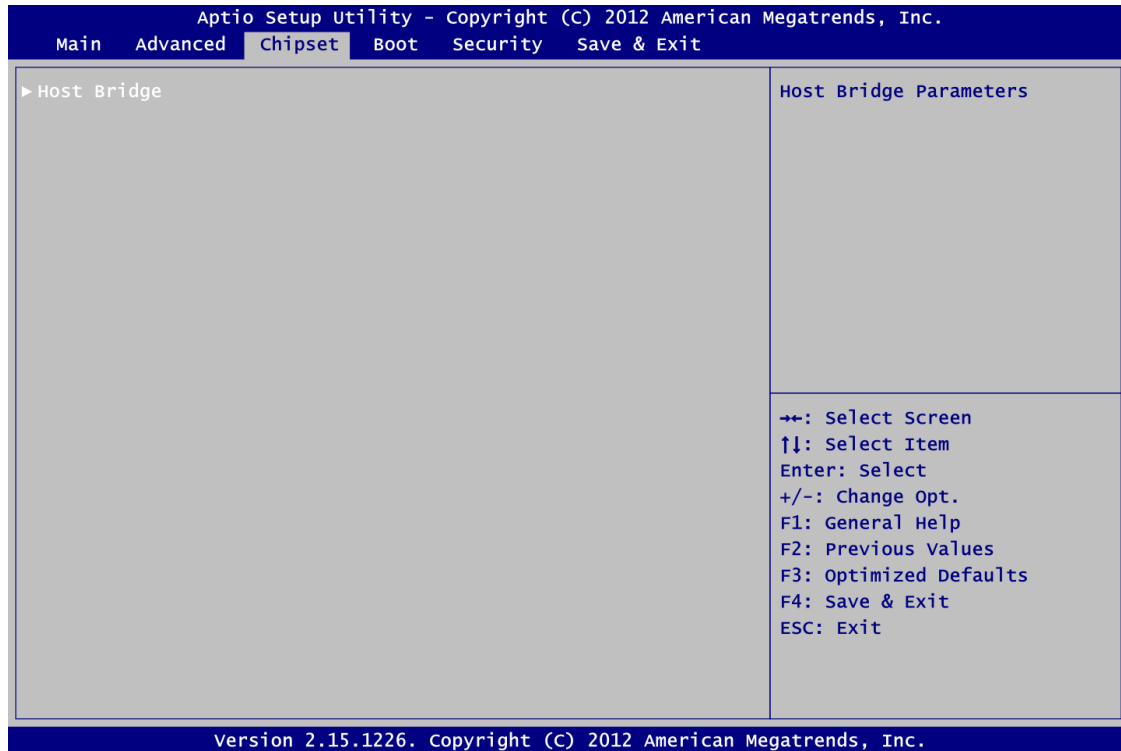 Aptio Setup Utility - Copyright (C) 2012 American Megatrends, Inc.
Main Advanced Chipset Boot Security Save & Exit
▶ Host Bridge
Host Bridge Parameters
→←: Select Screen
↑↓: Select Item
Enter: Select
+/-: Change Opt.
F1: General Help
F2: Previous Values
F3: Optimized Defaults
F4: Save & Exit
ESC: Exit
Version 2.15.1226. Copyright (C) 2012 American Megatrends, Inc.